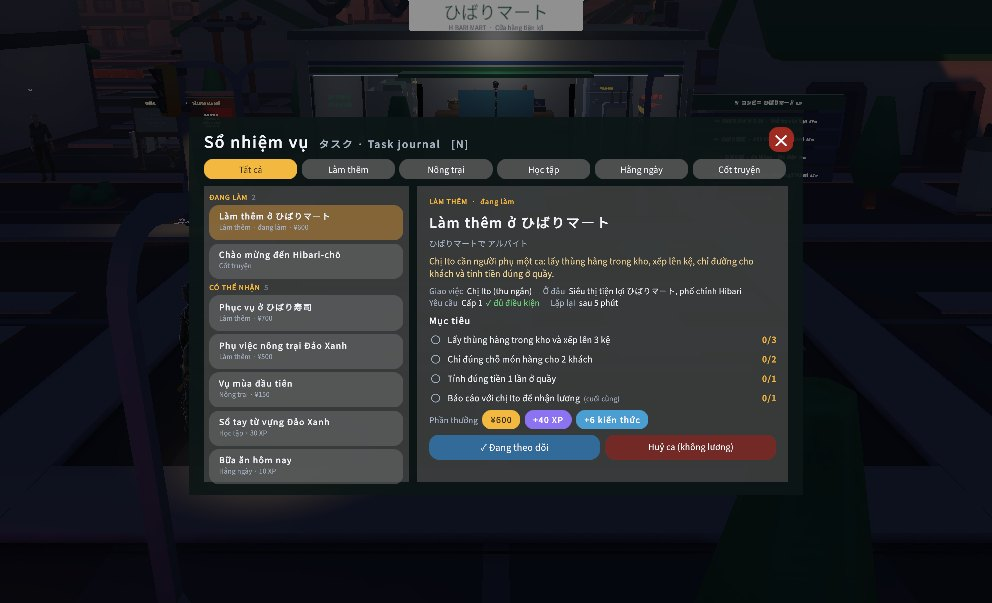 ひばりマート
HIBARI MART · Cửa hàng tiện lợi
Sổ nhiệm vụ タスク · Task journal [N]
Tất cả
Làm thêm
Nông trại
Học tập
Hằng ngày
Cốt truyện
ĐANG LÀM 2
Làm thêm ở ひばりマート
Làm thêm · đang làm · ¥600
Chào mừng đến Hibari-chō
Cốt truyện
CÓ THỂ NHẬN 5
Phục vụ ở ひばり寿司
Làm thêm · ¥700
Phụ việc nông trại Đảo Xanh
Làm thêm · ¥500
Vụ mùa đầu tiên
Nông trại · ¥150
Sổ tay từ vựng Đảo Xanh
Học tập · 30 XP
Bữa ăn hôm nay
Hằng ngày · 10 XP
LÀM THÊM · đang làm
Làm thêm ở ひばりマート
ひばりマートで アルバイト
Chị Ito cần người phụ một ca: lấy thùng hàng trong kho, xếp lên kệ, chỉ đường cho
khách và tính tiền đúng ở quầy.
Giao việc Chị Ito (thu ngân) Ở đâu Siêu thị tiện lợi ひばりマート, phố chính Hibari
Yêu cầu Cấp 1 ✓ đủ điều kiện Lặp lại sau 5 phút
Mục tiêu
Lấy thùng hàng trong kho và xếp lên 3 kệ 0/3
Chỉ đúng chỗ món hàng cho 2 khách 0/2
Tính đúng tiền 1 lần ở quầy 0/1
Báo cáo với chị Ito để nhận lương (cuối cùng) 0/1
Phần thưởng ¥600 +40 XP +6 kiến thức
✓ Đang theo dõi
Huỷ ca (không lương)